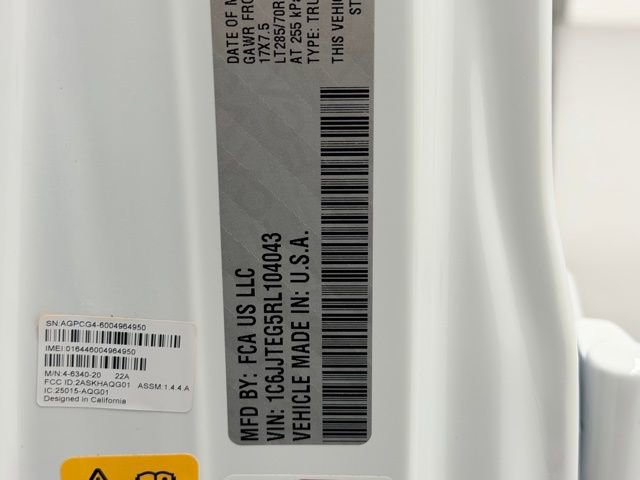 DATE OF M
GAWR FRO
17X7.5
LT285/70R
AT 255 kPa
TYPE: TRU
THIS VEHIC
ST
MFD BY: FCA US LLC
VIN: 1C6JJTEG5RL104043
VEHICLE MADE IN: U.S.A.
SN:AGPCG4-6004964950
IMEI:016446004964950
M/N:4-6340-20 22A
FCC ID:2ASKHAQG01 ASSM:1.4.4.A
IC:25015-AQG01
Designed in California